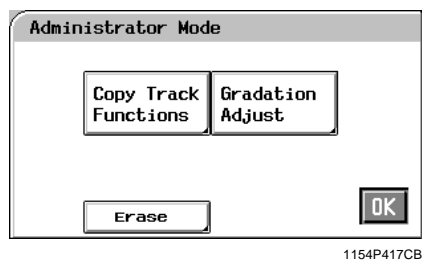 Administrator Mode
Copy Track Functions
Gradation Adjust
Erase
OK
1154P417CB